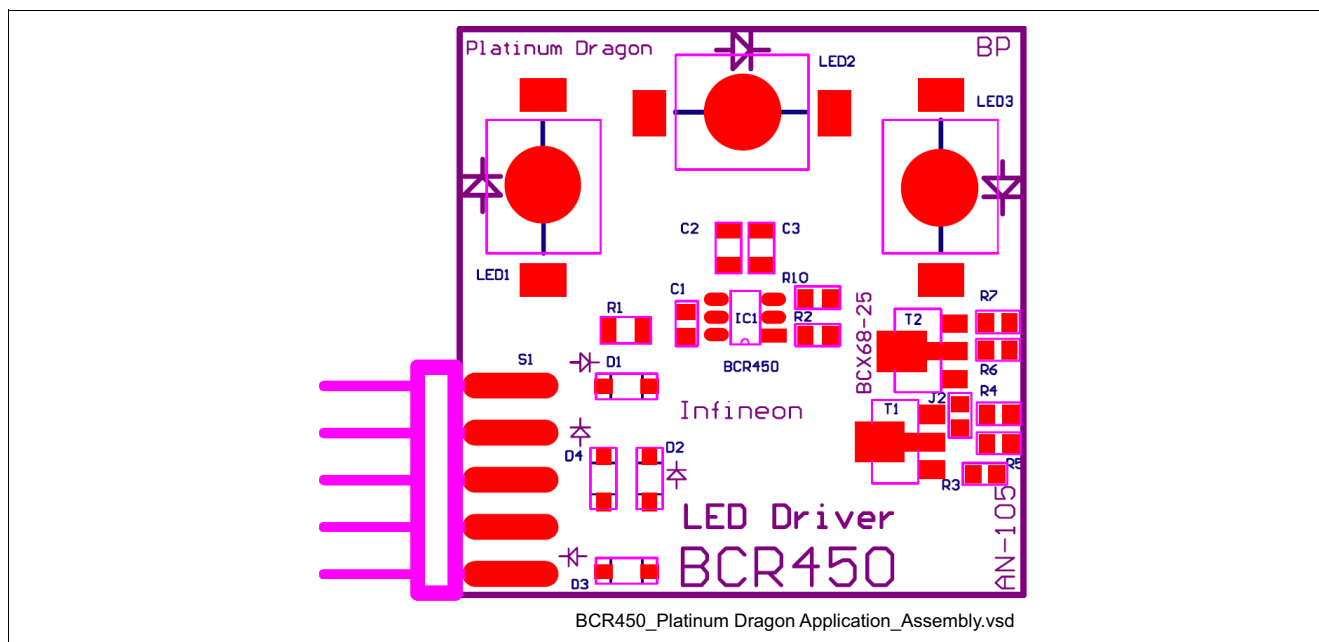 Platinum Dragon
BP
LED2
LED3
LED1
C2
C3
R10
C1
R1
IC1
R2
BCX68-25
T2
R7
S1
D1
BCR450
R6
Infineon
T1
J2
R4
D4
D2
R3
R5
LED Driver
BCR450
AN-105
D3
BCR450_Platinum Dragon Application_Assembly.vsd